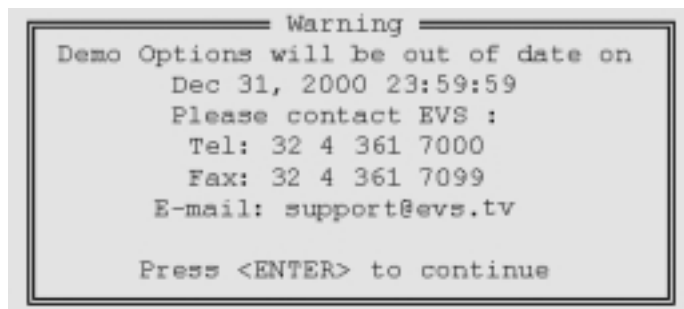 Warning
Demo Options will be out of date on
Dec 31, 2000 23:59:59
Please contact EVS :
Tel: 32 4 361 7000
Fax: 32 4 361 7099
E-mail: support@evs.tv
Press <ENTER> to continue